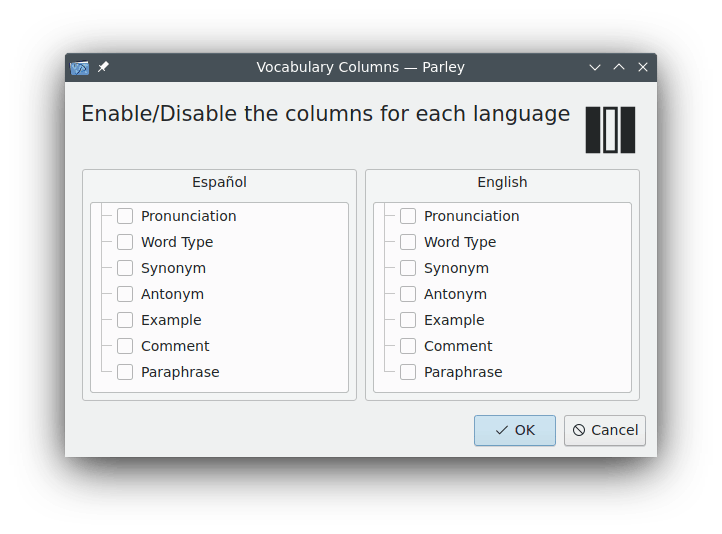 Vocabulary Columns — Parley
Enable/Disable the columns for each language
Español
Pronunciation
Word Type
Synonym
Antonym
Example
Comment
Paraphrase
English
Pronunciation
Word Type
Synonym
Antonym
Example
Comment
Paraphrase
OK
Cancel